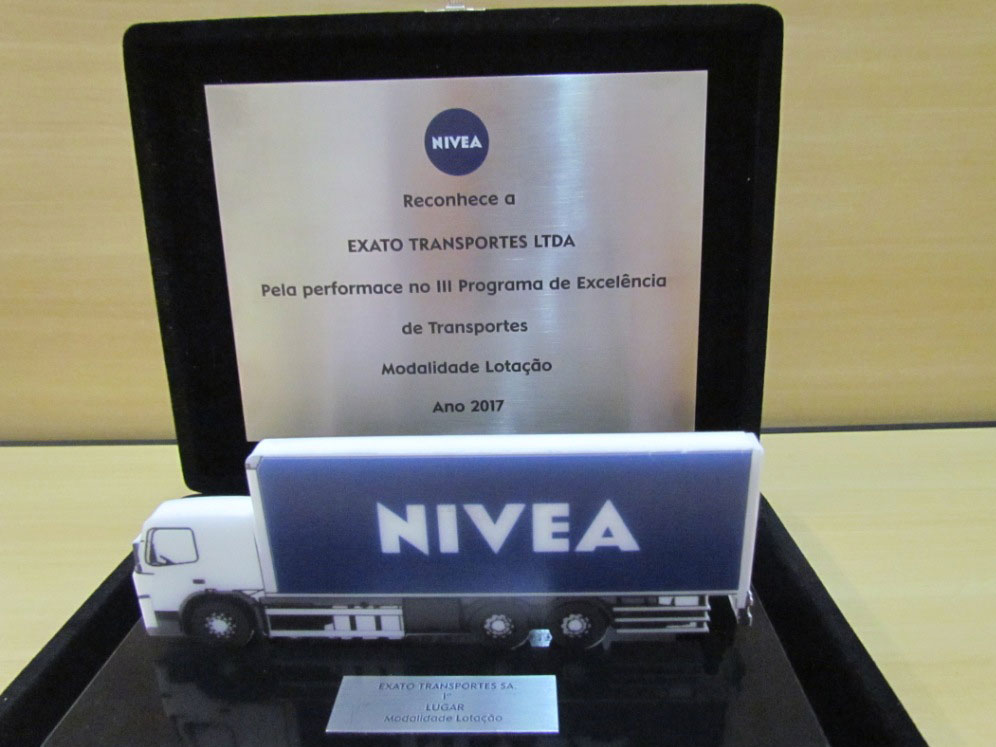 NIVEA
Reconhece a
EXATO TRANSPORTES LTDA
Pela performace no III Programa de Excelência
de Transportes
Modalidade Lotação
Ano 2017
NIVEA
EXATO TRANSPORTES SA.
1º
LUGAR
Modalidade Lotação